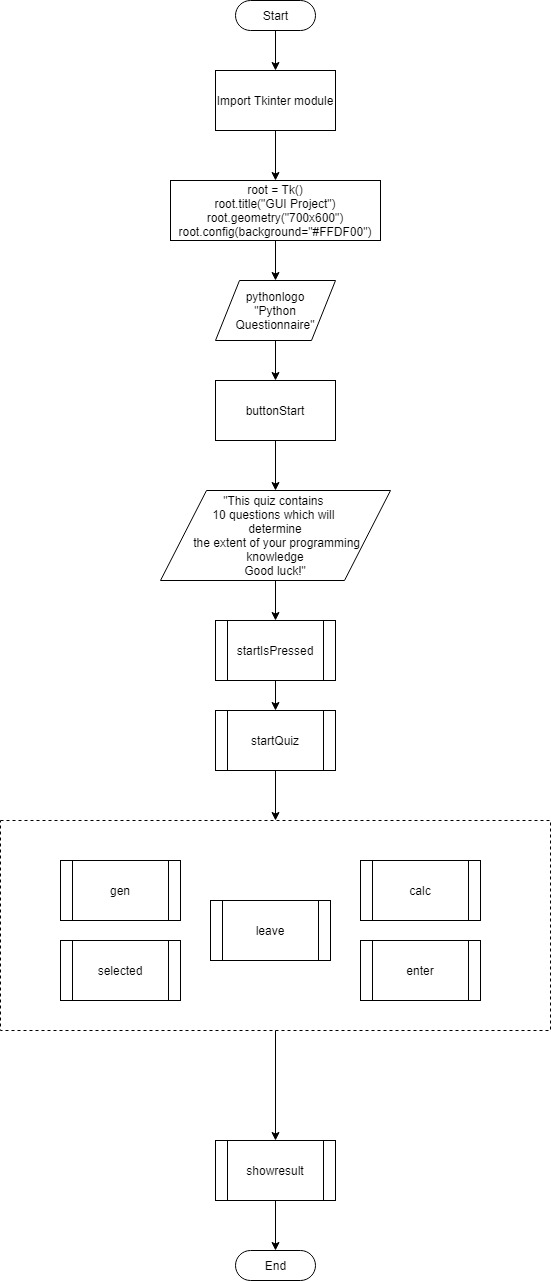 Start
Import Tkinter module
root = Tk()
root.title("GUI Project")
root.geometry("700x600")
root.config(background="#FFDF00")
pythonlogo
"Python
Questionnaire"
buttonStart
"This quiz contains
10 questions which will
determine
the extent of your programming
knowledge
Good luck!"
startIsPressed
startQuiz
gen
calc
leave
selected
enter
showresult
End